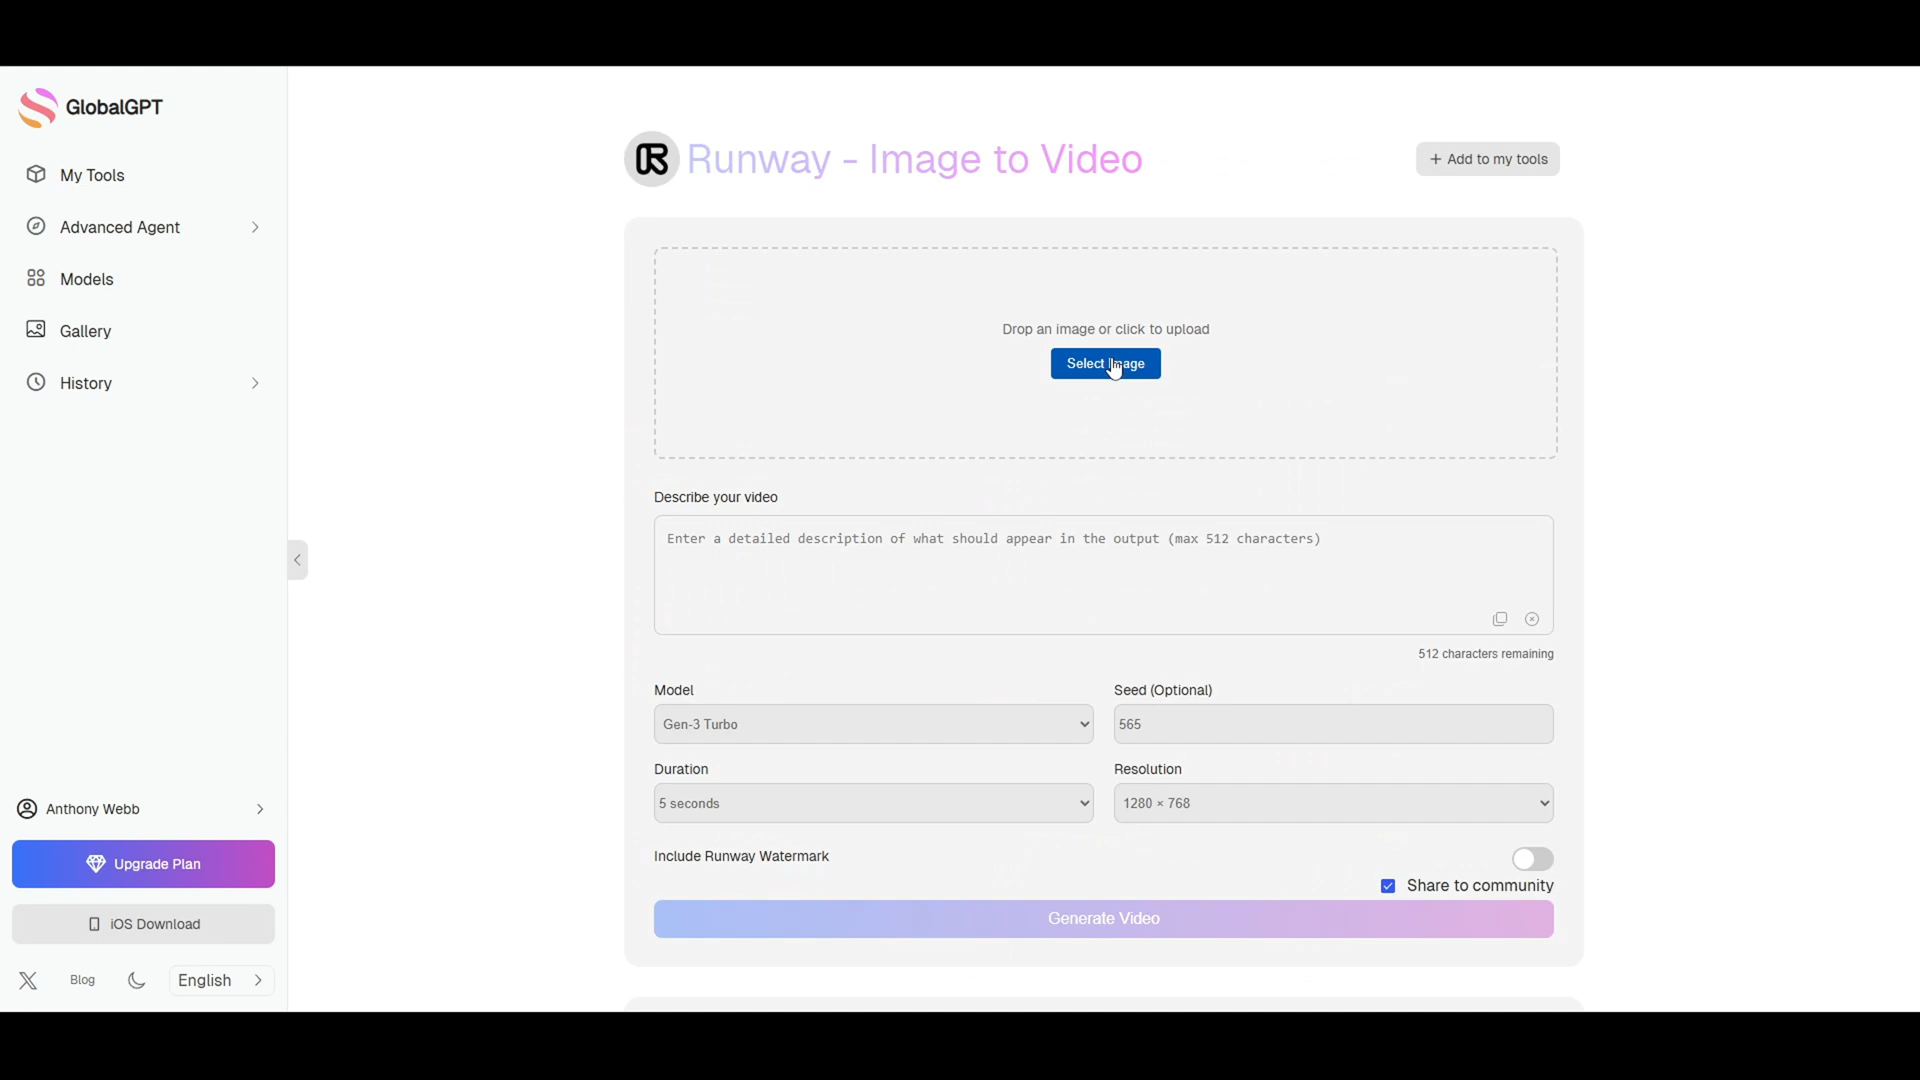 GlobalGPT
My Tools
Advanced Agent
Models
Gallery
History
Anthony Webb
Upgrade Plan
iOS Download
Blog
English
Runway - Image to Video
+ Add to my tools
Drop an image or click to upload
Select Image
Describe your video
Enter a detailed description of what should appear in the output (max 512 characters)
512 characters remaining
Model
Seed (Optional)
Gen-3 Turbo
565
Duration
Resolution
5 seconds
1280 × 768
Include Runway Watermark
Share to community
Generate Video